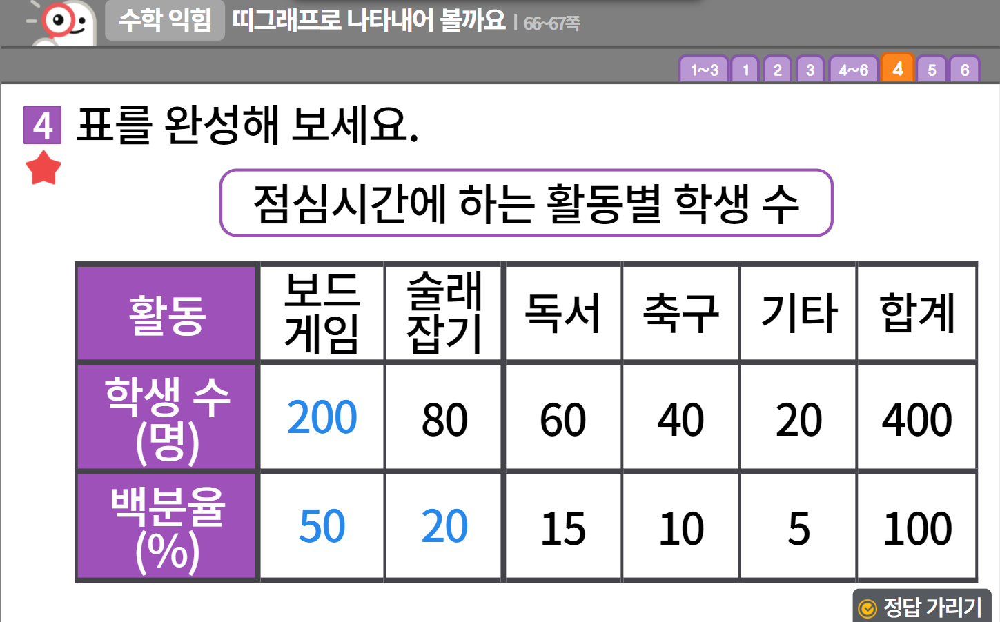 수학 익힘 띠그래프로 나타내어 볼까요 | 66~67쪽
1~3 1 2 3 4~6 4 5 6
4 표를 완성해 보세요.
점심시간에 하는 활동별 학생 수
활동 보드 게임 술래 잡기 독서 축구 기타 합계
학생 수 (명) 200 80 60 40 20 400
백분율 (%) 50 20 15 10 5 100
정답 가리기